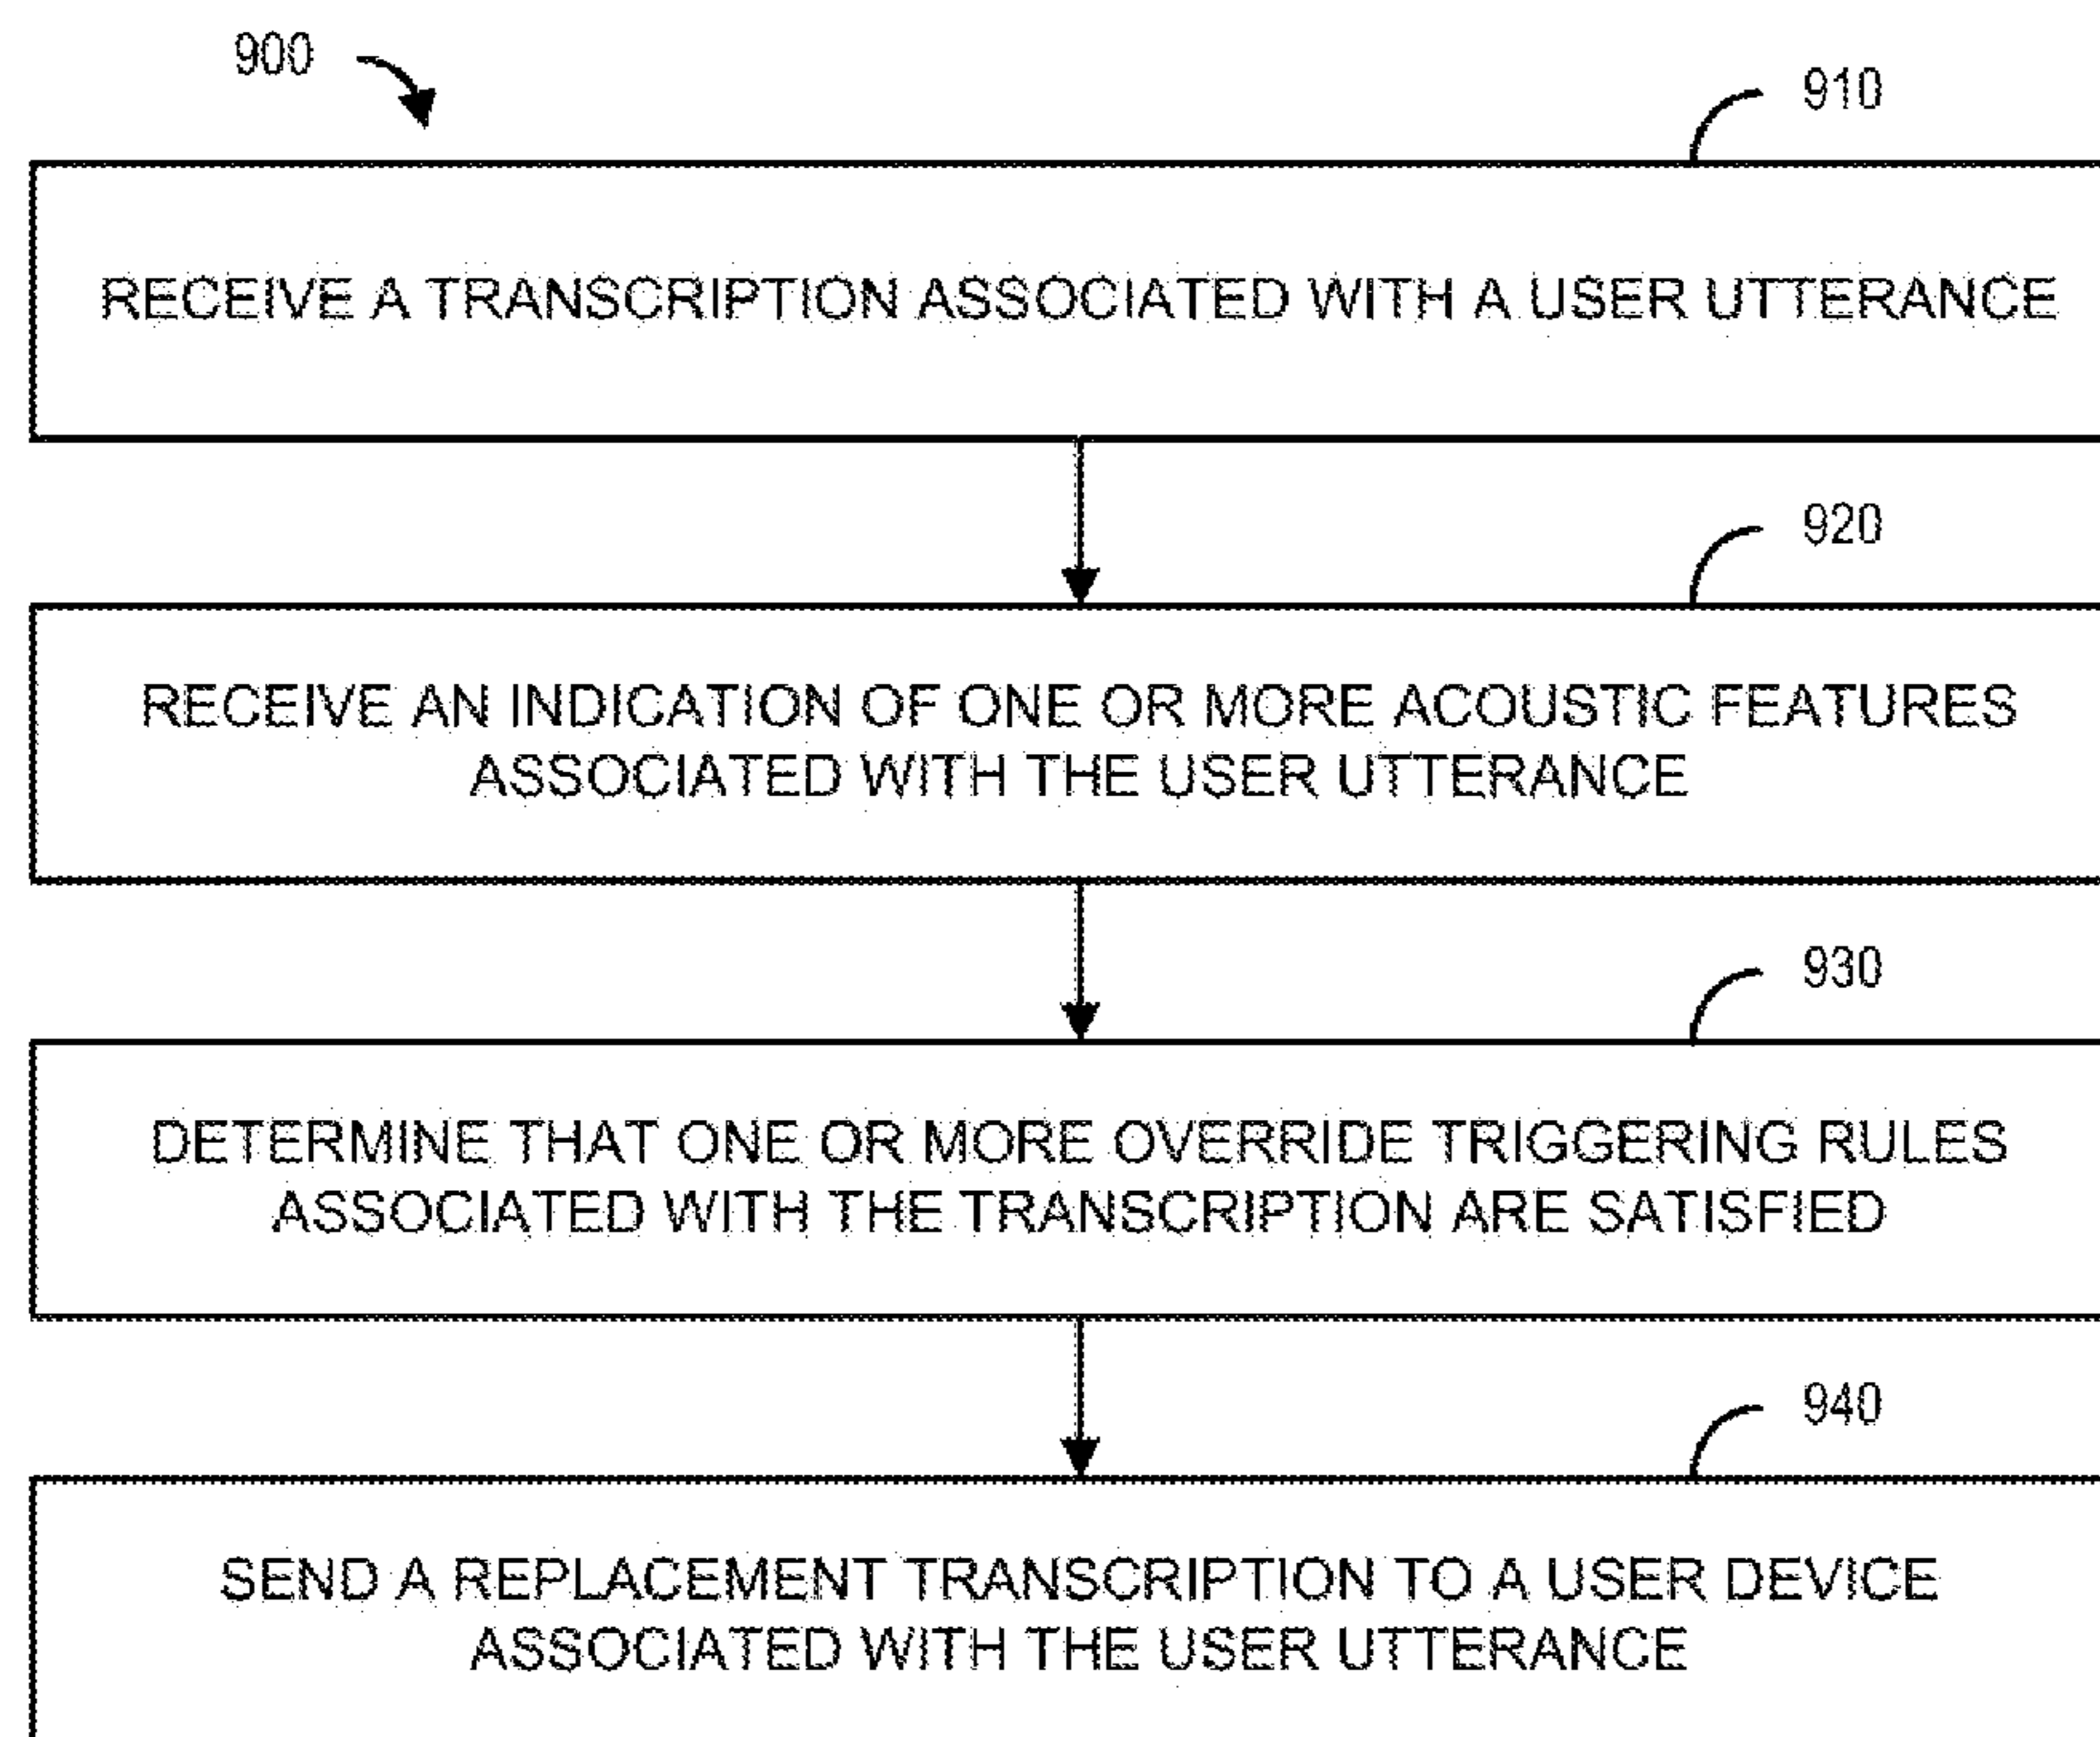 900
910
RECEIVE A TRANSCRIPTION ASSOCIATED WITH A USER UTTERANCE
920
RECEIVE AN INDICATION OF ONE OR MORE ACOUSTIC FEATURES
ASSOCIATED WITH THE USER UTTERANCE
930
DETERMINE THAT ONE OR MORE OVERRIDE TRIGGERING RULES
ASSOCIATED WITH THE TRANSCRIPTION ARE SATISFIED
940
SEND A REPLACEMENT TRANSCRIPTION TO A USER DEVICE
ASSOCIATED WITH THE USER UTTERANCE